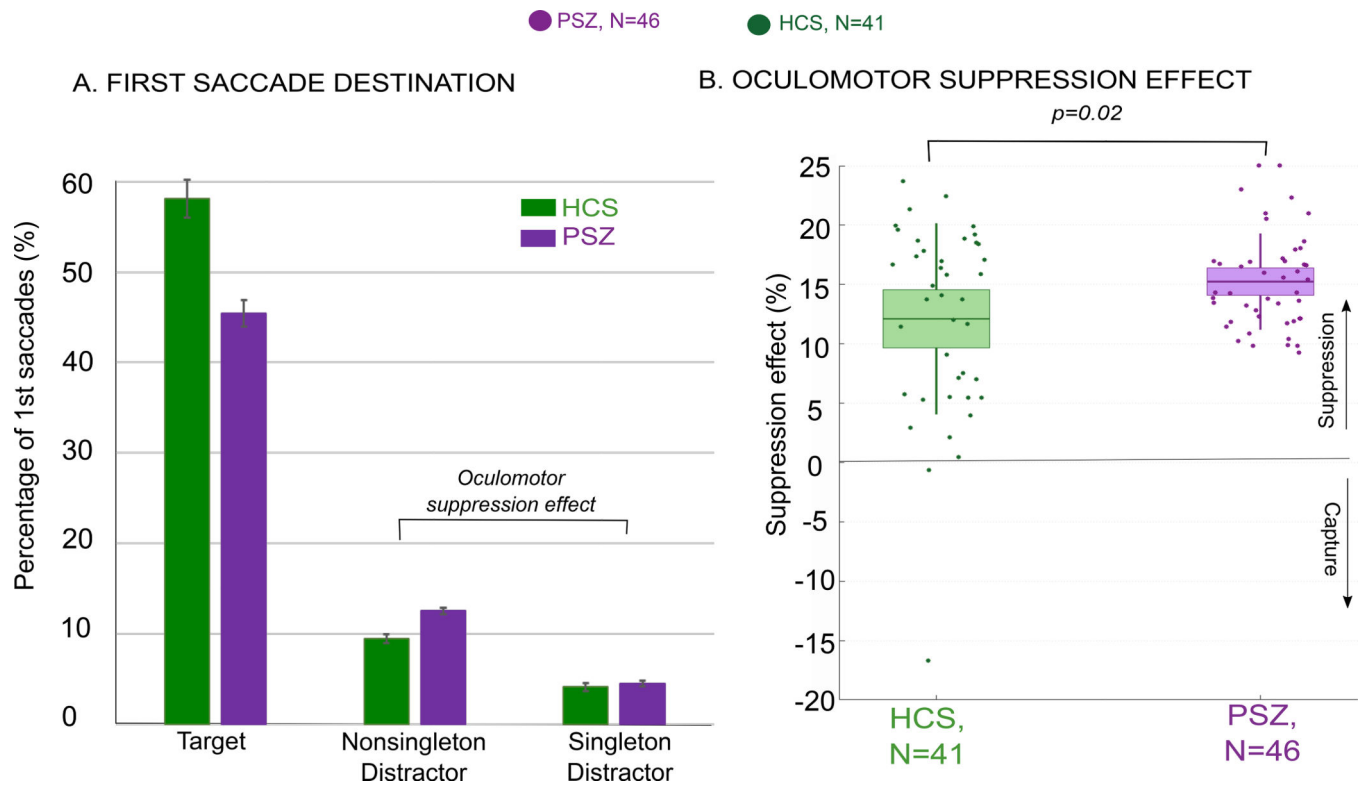 PSZ, N=46
HCS, N=41
A. FIRST SACCADE DESTINATION
Percentage of 1st saccades (%)
60
50
40
30
20
10
0
HCS
PSZ
Oculomotor
suppression effect
Target
Nonsingleton
Distractor
Singleton
Distractor
B. OCULOMOTOR SUPPRESSION EFFECT
p=0.02
Suppression effect (%)
25
20
15
10
5
0
-5
-10
-15
-20
Suppression
Capture
HCS,
N=41
PSZ,
N=46